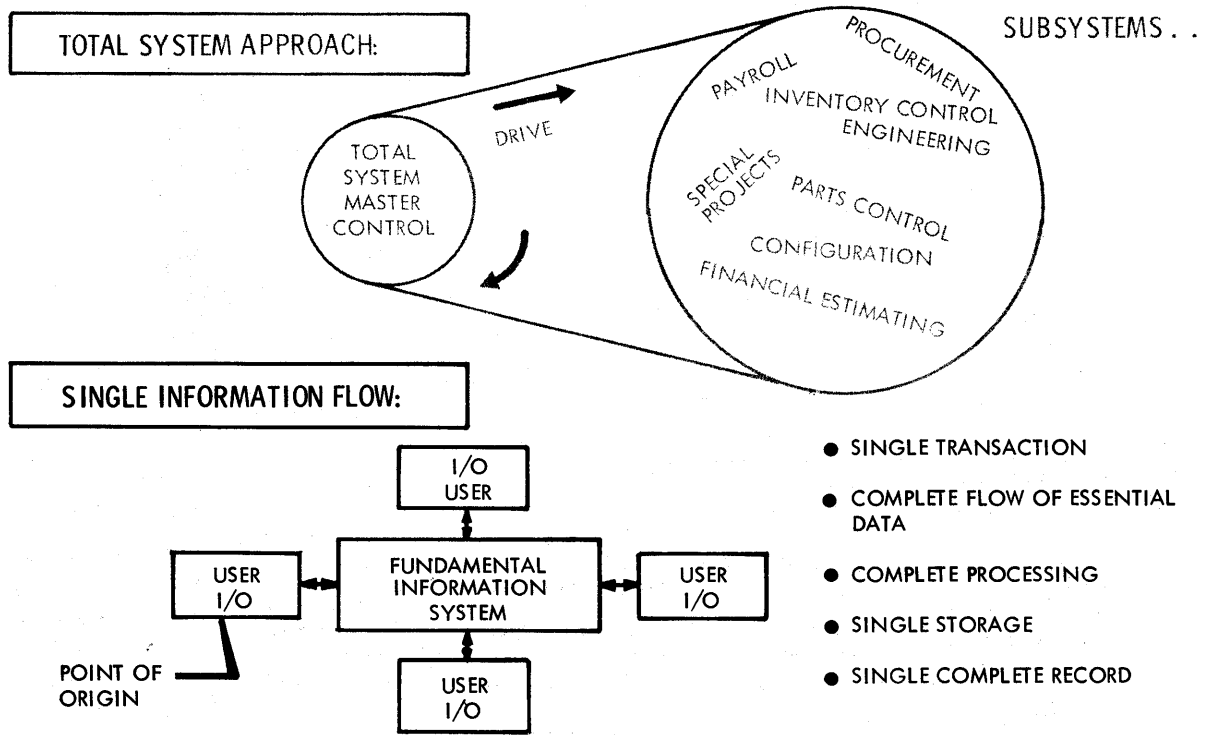 TOTAL SYSTEM APPROACH:
SUBSYSTEMS . .
DRIVE
TOTAL
SYSTEM
MASTER
CONTROL
PROCUREMENT
PAYROLL
INVENTORY CONTROL
ENGINEERING
SPECIAL
PROJECTS
PARTS CONTROL
CONFIGURATION
FINANCIAL ESTIMATING
SINGLE INFORMATION FLOW:
I/O
USER
USER
I/O
FUNDAMENTAL
INFORMATION
SYSTEM
USER
I/O
USER
I/O
POINT OF
ORIGIN
● SINGLE TRANSACTION
● COMPLETE FLOW OF ESSENTIAL
DATA
● COMPLETE PROCESSING
● SINGLE STORAGE
● SINGLE COMPLETE RECORD